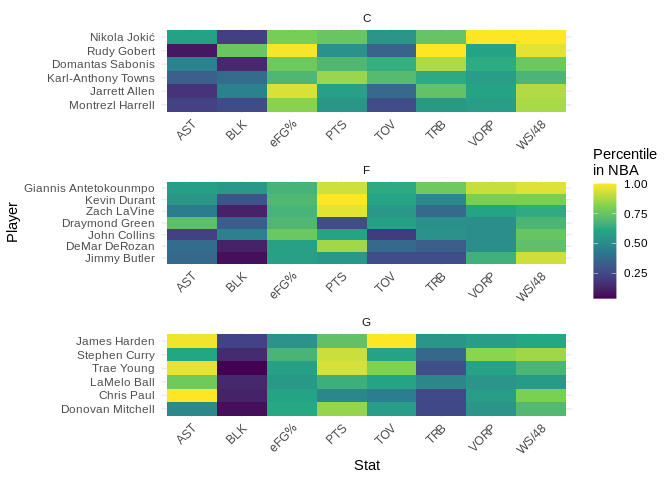 C
Nikola Jokić
Rudy Gobert
Domantas Sabonis
Karl-Anthony Towns
Jarrett Allen
Montrezl Harrell
AST BLK eFG% PTS TOV TRB VORP WS/48
F
Giannis Antetokounmpo
Kevin Durant
Zach LaVine
Draymond Green
John Collins
DeMar DeRozan
Jimmy Butler
AST BLK eFG% PTS TOV TRB VORP WS/48
G
James Harden
Stephen Curry
Trae Young
LaMelo Ball
Chris Paul
Donovan Mitchell
AST BLK eFG% PTS TOV TRB VORP WS/48
Stat
Player
Percentile
in NBA
1.00
0.75
0.50
0.25